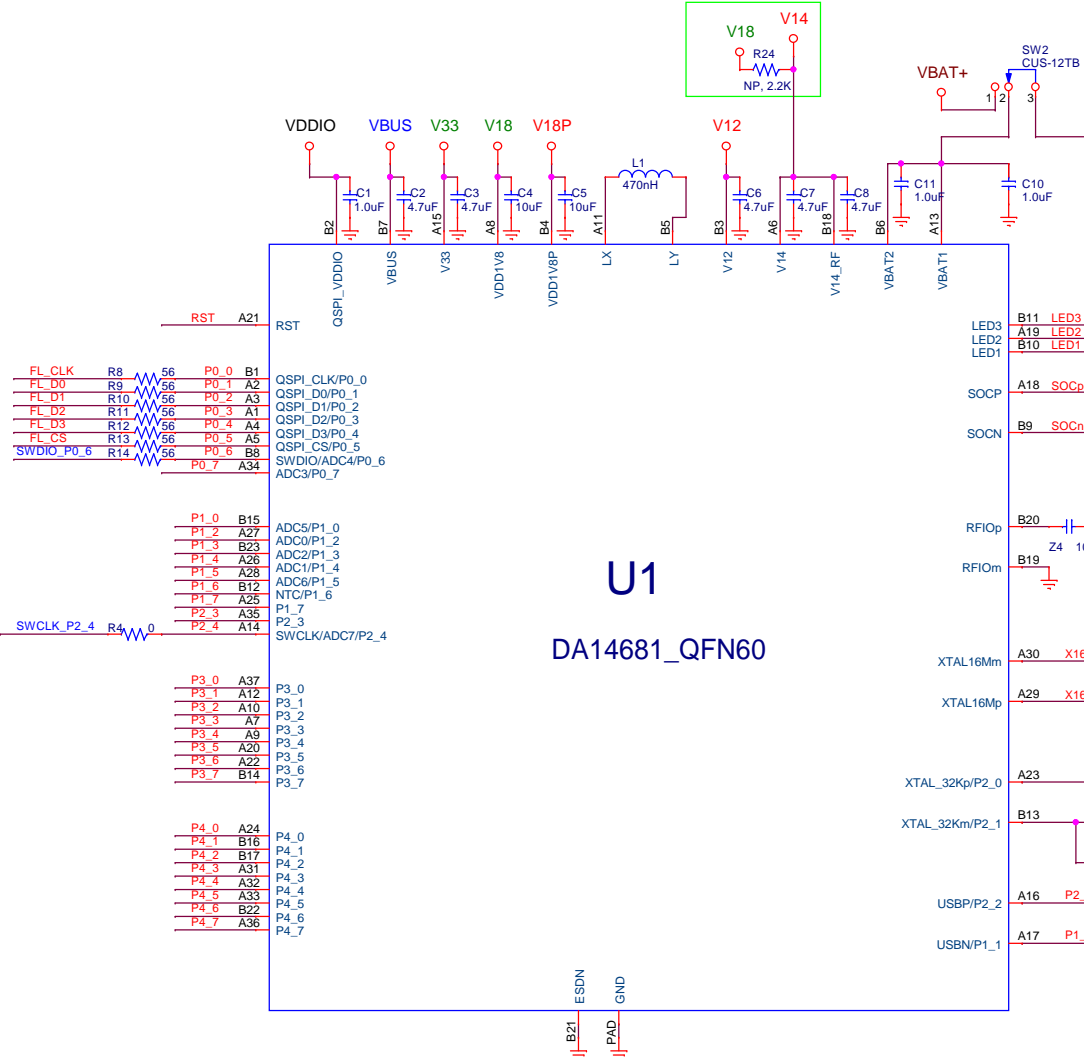 V18
V14
R24
NP, 2.2K
SW2
CUS-12TB
VBAT+
1
2
3
VDDIO
VBUS
V33
V18
V18P
V12
L1
470nH
C1
1.0uF
C2
4.7uF
C3
4.7uF
C4
10uF
C5
10uF
C6
4.7uF
C7
4.7uF
C8
4.7uF
C11
1.0uF
C10
1.0uF
B2
B7
A15
A8
B4
A11
B5
B3
A6
B18
B6
A13
QSPI_VDDIO
VBUS
V33
VDD1V8
VDD1V8P
LX
LY
V12
V14
V14_RF
VBAT2
VBAT1
RST A21 RST
FL_CLK R8 56 P0_0 B1 QSPI_CLK/P0_0
FL_D0 R9 56 P0_1 A2 QSPI_D0/P0_1
FL_D1 R10 56 P0_2 A3 QSPI_D1/P0_2
FL_D2 R11 56 P0_3 A1 QSPI_D2/P0_3
FL_D3 R12 56 P0_4 A4 QSPI_D3/P0_4
FL_CS R13 56 P0_5 A5 QSPI_CS/P0_5
SWDIO_P0_6 R14 56 P0_6 B8 SWDIO/ADC4/P0_6
P0_7 A34 ADC3/P0_7
P1_0 B15 ADC5/P1_0
P1_2 A27 ADC0/P1_2
P1_3 B23 ADC2/P1_3
P1_4 A26 ADC1/P1_4
P1_5 A28 ADC6/P1_5
P1_6 B12 NTC/P1_6
P1_7 A25 P1_7
P2_3 A35 P2_3
SWCLK_P2_4 R4 0 P2_4 A14 SWCLK/ADC7/P2_4
P3_0 A37 P3_0
P3_1 A12 P3_1
P3_2 A10 P3_2
P3_3 A7 P3_3
P3_4 A9 P3_4
P3_5 A20 P3_5
P3_6 A22 P3_6
P3_7 B14 P3_7
P4_0 A24 P4_0
P4_1 B16 P4_1
P4_2 B17 P4_2
P4_3 A31 P4_3
P4_4 A32 P4_4
P4_5 A33 P4_5
P4_6 B22 P4_6
P4_7 A36 P4_7
U1
DA14681_QFN60
LED3 B11 LED3
LED2 A19 LED2
LED1 B10 LED1
SOCP A18 SOCp
SOCN B9 SOCn
RFIOp B20
Z4
RFIOm B19
XTAL16Mm A30 X16
XTAL16Mp A29 X16
XTAL_32Kp/P2_0 A23
XTAL_32Km/P2_1 B13
USBP/P2_2 A16 P2_
USBN/P1_1 A17 P1_
ESDN
GND
B21
PAD